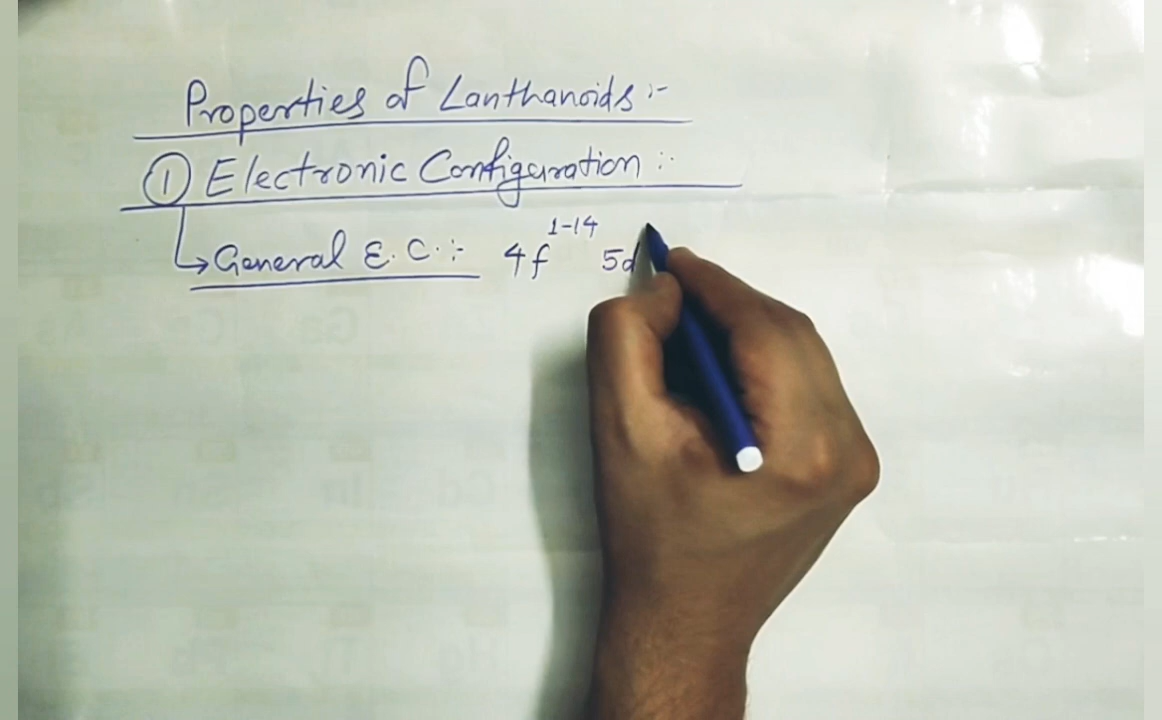 Properties of Lanthanoids :-
① Electronic Configuration :-
↳ General E.C. :- 4f¹⁻¹⁴ 5d